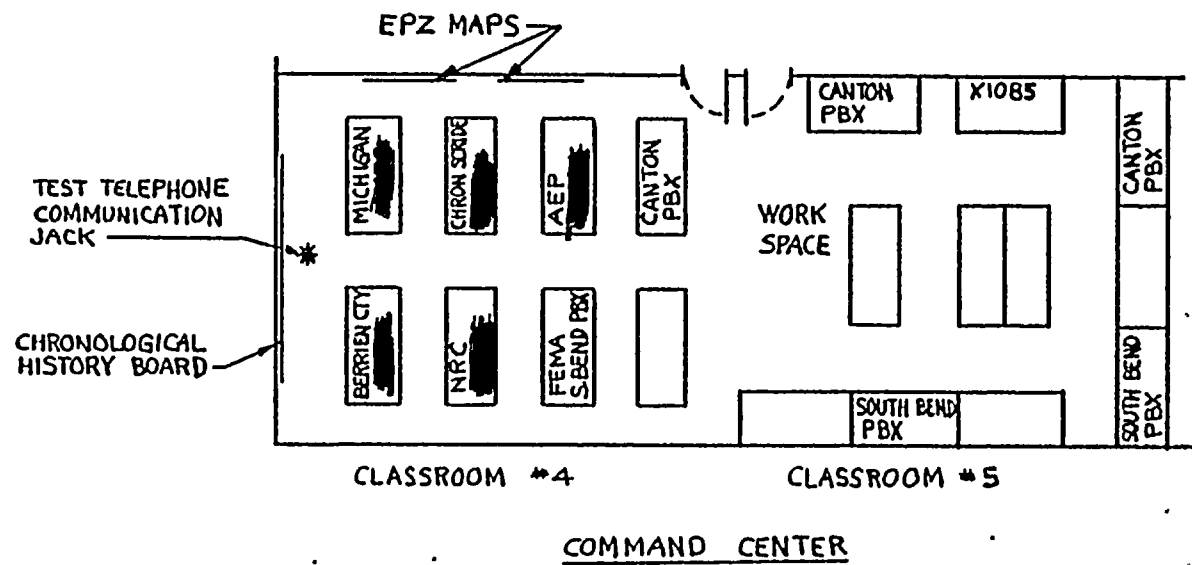 EPZ MAPS
CANTON
PBX
X1085
CANTON
PBX
MICHIGAN
CHRON SCRIDE
AEP
CANTON
PBX
TEST TELEPHONE
COMMUNICATION
JACK
WORK
SPACE
CHRONOLOGICAL
HISTORY BOARD
BERRIEN CTY
NRC
FEMA
S.BEND PBX
SOUTH BEND
PBX
SOUTH BEND
PBX
CLASSROOM #4
CLASSROOM #5
COMMAND CENTER